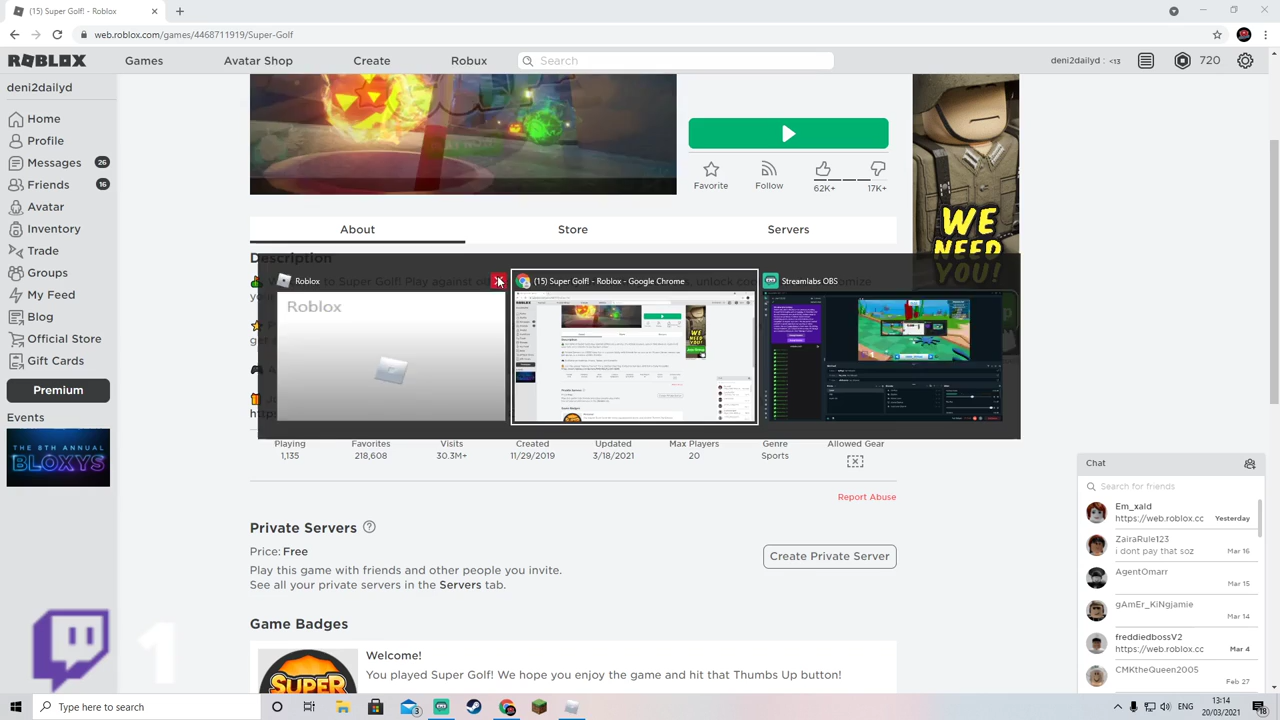 (15) Super Golf! - Roblox
web.roblox.com/games/4468711919/Super-Golf
ROBLOX
Games
Avatar Shop
Create
Robux
Search
deni2dailyd : <13
720
deni2dailyd
Home
Profile
Messages 26
Friends 16
Avatar
Inventory
Trade
Groups
My Feed
Blog
Official Store
Gift Cards
Premium
Events
THE 8TH ANNUAL
BLOXYS
Favorite
Follow
62K+
17K+
WE
NEED
YOU!
About
Store
Servers
Description
Roblox
(15) Super Golf! - Roblox - Google Chrome
Streamlabs OBS
Roblox
Playing
1,135
Favorites
218,608
Visits
30.3M+
Created
11/29/2019
Updated
3/18/2021
Max Players
20
Genre
Sports
Allowed Gear
Report Abuse
Private Servers
Price: Free
Create Private Server
Play this game with friends and other people you invite.
See all your private servers in the Servers tab.
Game Badges
Welcome!
You played Super Golf! We hope you enjoy the game and hit that Thumbs Up button!
SUPER
1
Chat
Search for friends
Em_xald
https://web.roblox.cc Yesterday
ZairaRule123
i dont pay that soz Mar 16
AgentOmarr
Mar 15
gAmEr_KiNgjamie
Mar 14
freddiedbossV2
https://web.roblox.cc Mar 4
CMKtheQueen2005
Feb 27
Type here to search
3
ENG
13:14
20/03/2021
18